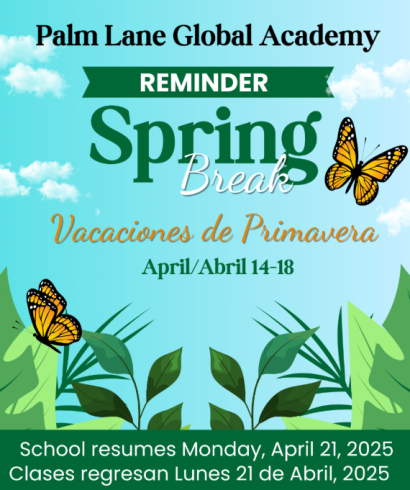 Palm Lane Global Academy
REMINDER
Spring
Break
Vacaciones de Primavera
April/Abril 14-18
School resumes Monday, April 21, 2025
Clases regresan Lunes 21 de Abril, 2025